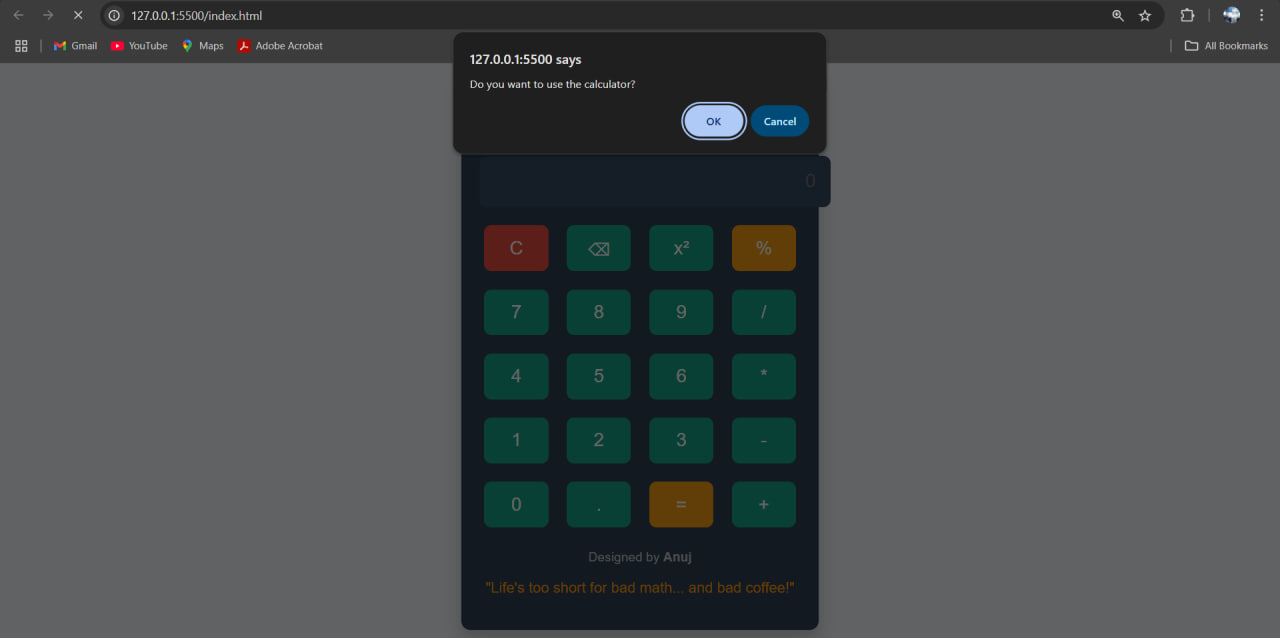 127.0.0.1:5500/index.html
Gmail YouTube Maps Adobe Acrobat All Bookmarks
127.0.0.1:5500 says
Do you want to use the calculator?
OK Cancel
0
C ⌫ x² %
7 8 9 /
4 5 6 *
1 2 3 -
0 . = +
Designed by Anuj
"Life's too short for bad math... and bad coffee!"